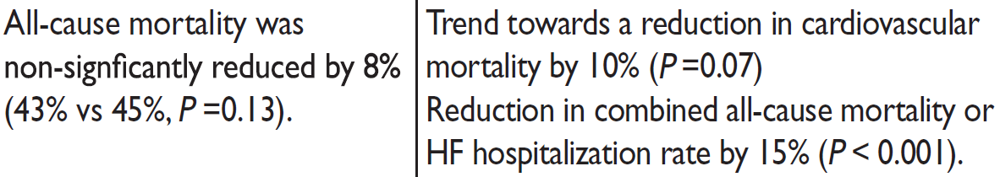 All-cause mortality was
non-signficantly reduced by 8%
(43% vs 45%, P =0.13).
Trend towards a reduction in cardiovascular
mortality by 10% (P =0.07)
Reduction in combined all-cause mortality or
HF hospitalization rate by 15% (P < 0.001).